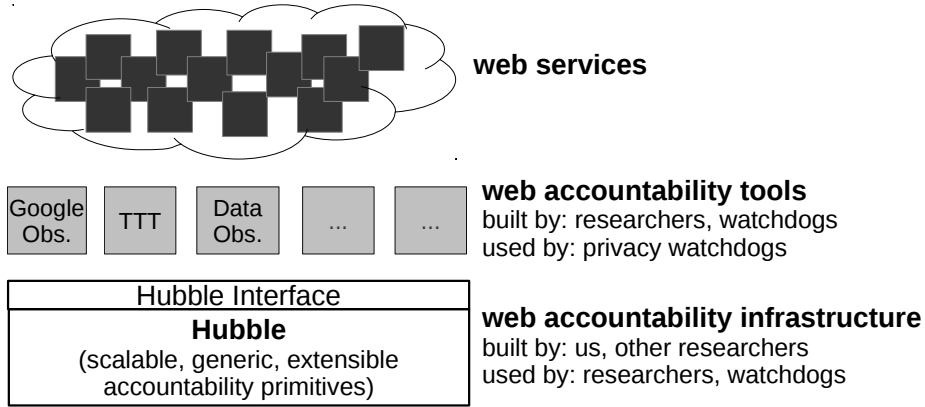 web services
Google
Obs.
TTT
Data
Obs.
...
...
web accountability tools
built by: researchers, watchdogs
used by: privacy watchdogs
Hubble Interface
Hubble
(scalable, generic, extensible
accountability primitives)
web accountability infrastructure
built by: us, other researchers
used by: researchers, watchdogs